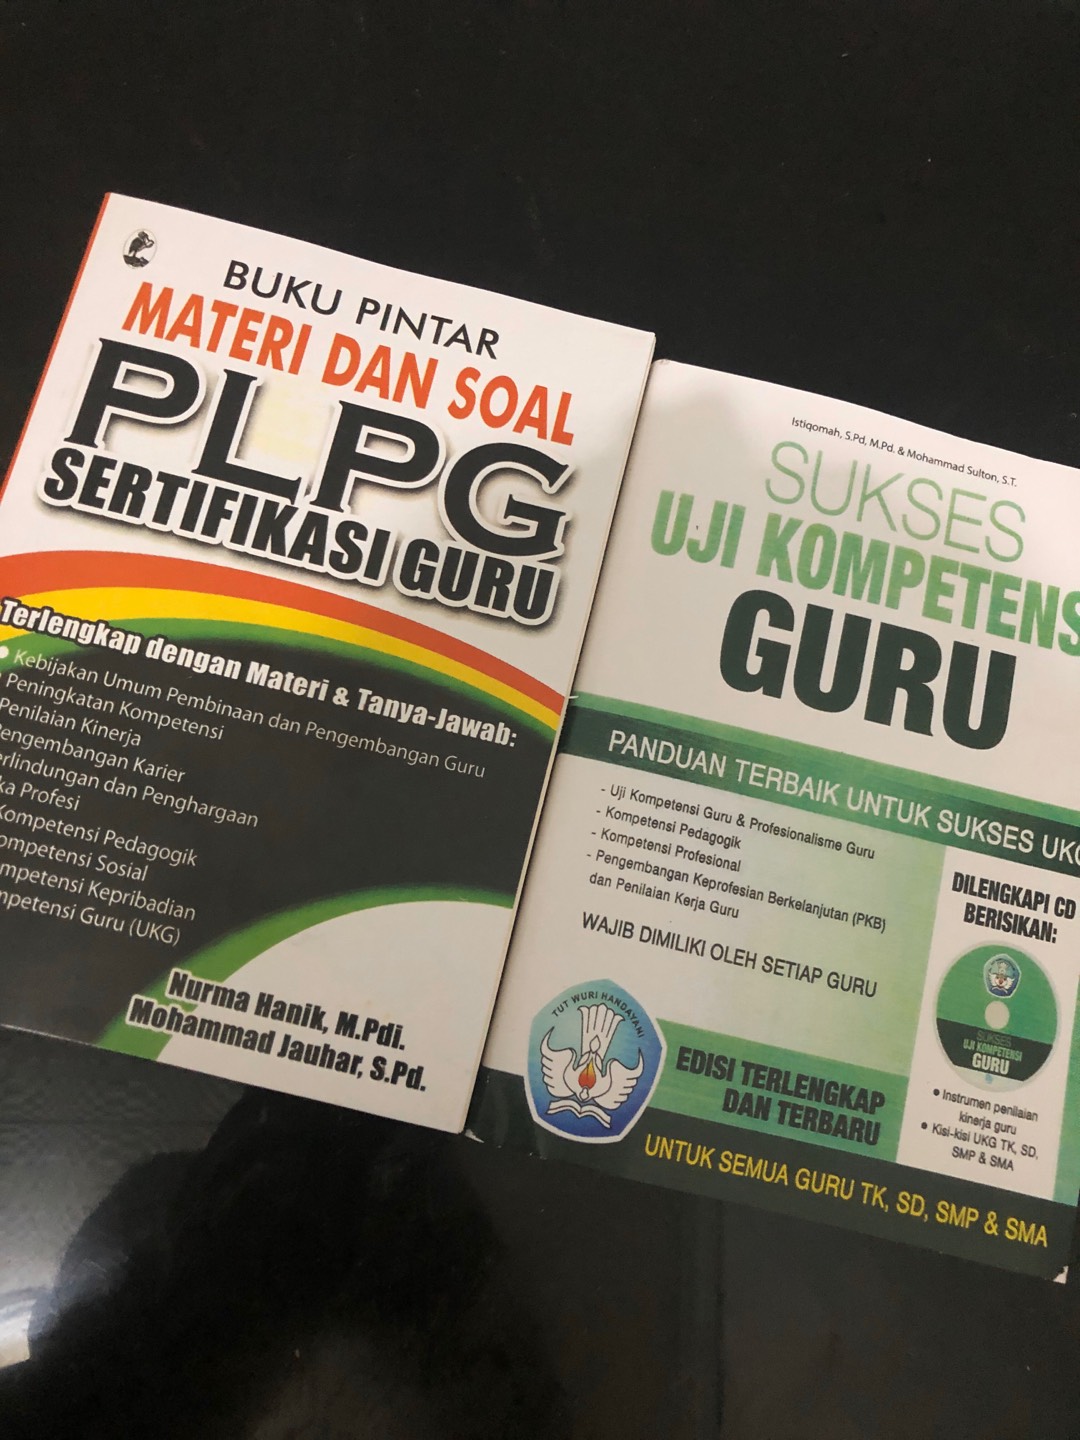 BUKU PINTAR
MATERI DAN SOAL
PLPG
SERTIFIKASI GURU
Terlengkap dengan Materi & Tanya-Jawab:
• Kebijakan Umum Pembinaan dan Pengembangan Guru
Peningkatan Kompetensi
Penilaian Kinerja
engembangan Karier
erlindungan dan Penghargaan
ka Profesi
Kompetensi Pedagogik
ompetensi Sosial
mpetensi Kepribadian
mpetensi Guru (UKG)
Nurma Hanik, M.Pdi.
Mohammad Jauhar, S.Pd.
Istiqomah, S.Pd, M.Pd. & Mohammad Sulton, S.T.
SUKSES
UJI KOMPETENS
GURU
PANDUAN TERBAIK UNTUK SUKSES UKG
- Uji Kompetensi Guru & Profesionalisme Guru
- Kompetensi Pedagogik
- Kompetensi Profesional
- Pengembangan Keprofesian Berkelanjutan (PKB)
dan Penilaian Kerja Guru
WAJIB DIMILIKI OLEH SETIAP GURU
DILENGKAPI CD
BERISIKAN:
SUKSES
UJI KOMPETENSI
GURU
• Instrumen penilaian
kinerja guru
• Kisi-kisi UKG TK, SD,
SMP & SMA
TUT WURI HANDAYANI
EDISI TERLENGKAP
DAN TERBARU
UNTUK SEMUA GURU TK, SD, SMP & SMA